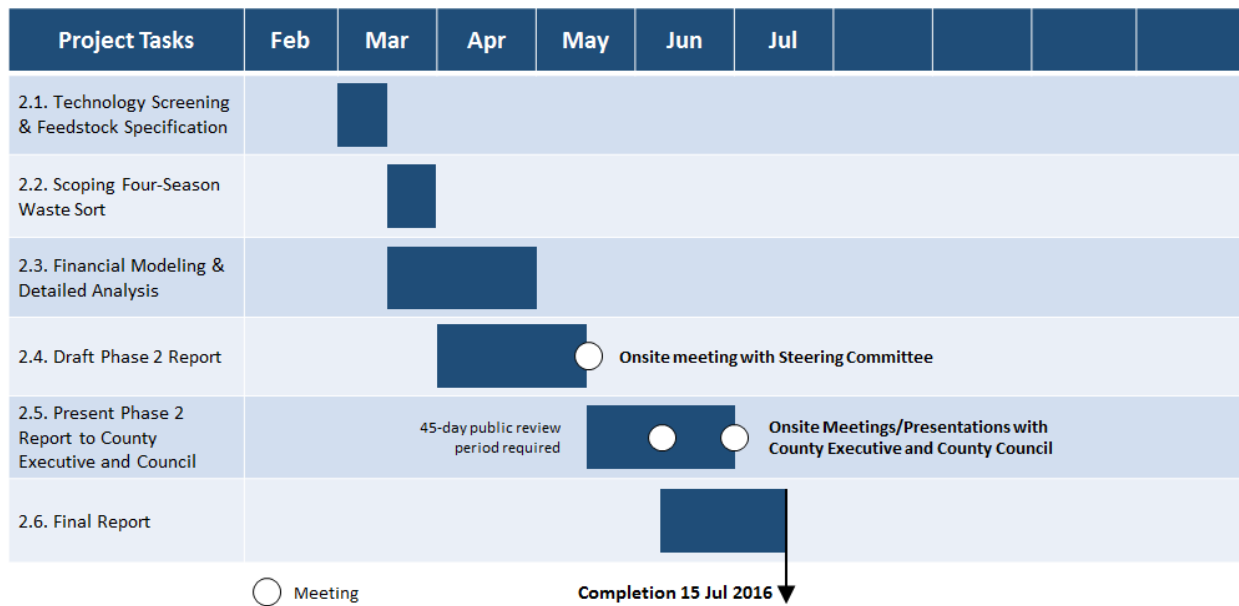 Project Tasks Feb Mar Apr May Jun Jul
2.1. Technology Screening
& Feedstock Specification
2.2. Scoping Four-Season
Waste Sort
2.3. Financial Modeling &
Detailed Analysis
2.4. Draft Phase 2 Report
Onsite meeting with Steering Committee
2.5. Present Phase 2
Report to County
Executive and Council
45-day public review
period required
Onsite Meetings/Presentations with
County Executive and County Council
2.6. Final Report
Meeting
Completion 15 Jul 2016